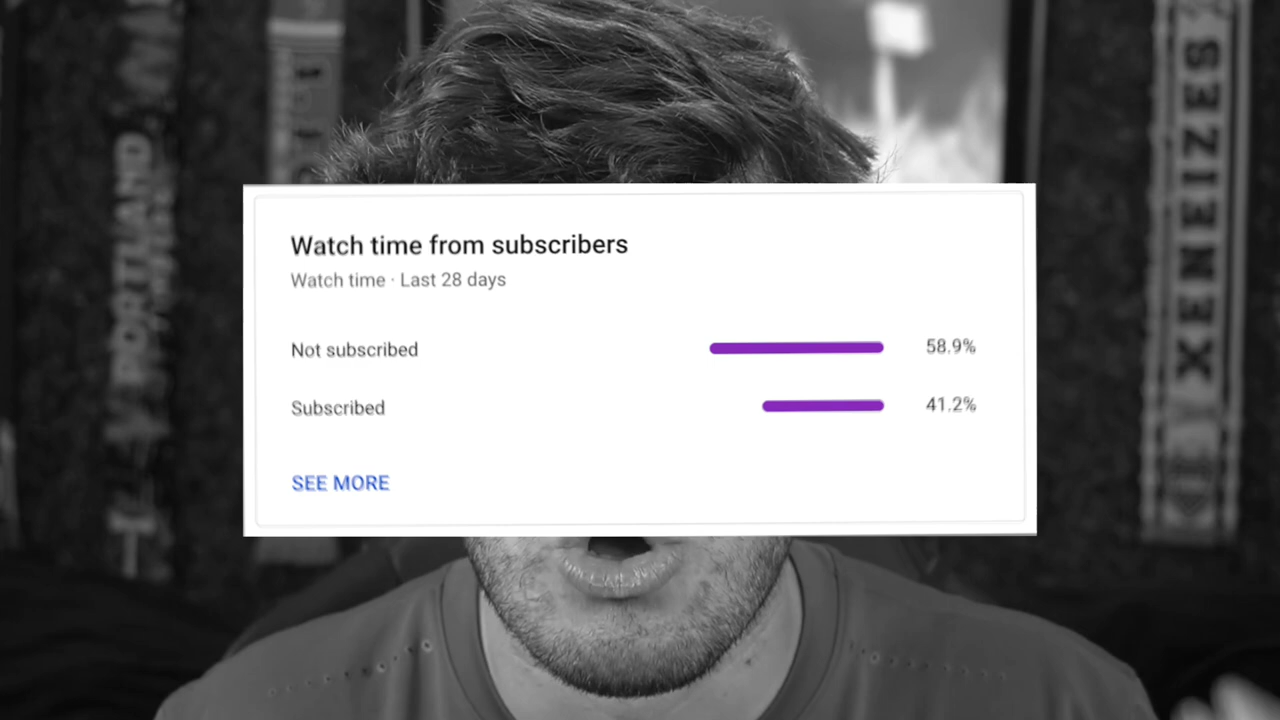 PORTLAND
XENEIZES
Watch time from subscribers
Watch time · Last 28 days
Not subscribed 58.9%
Subscribed 41.2%
SEE MORE